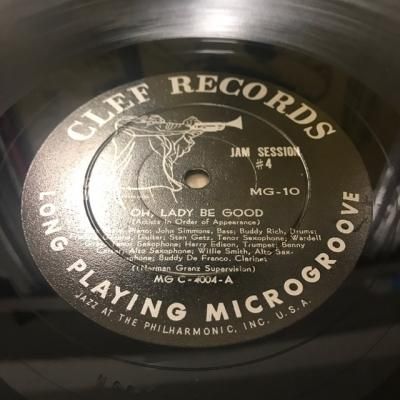 CLEF RECORDS
JAM SESSION
#4
MG-10
OH, LADY BE GOOD
(Artists In Order of Appearance)
Piano; John Simmons, Bass; Buddy Rich, Drums;
Guitar; Stan Getz, Tenor Saxophone; Wardell
Tenor Saxophone; Harry Edison, Trumpet; Benny
Alto Saxophone; Willie Smith, Alto Sax-
ophone; Buddy De Franco, Clarinet
(Norman Granz Supervision)
MG C-4004-A
LONG PLAYING MICROGROOVE
JAZZ AT THE PHILHARMONIC, INC. U.S.A.